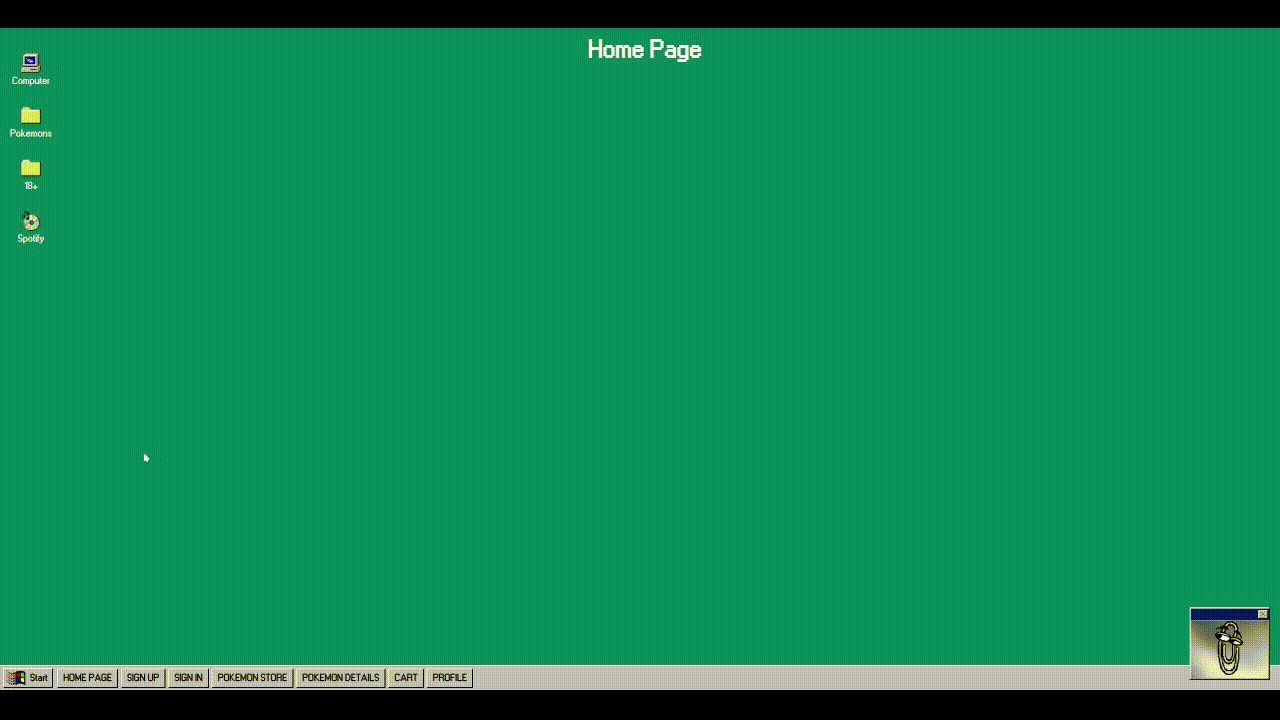 Home Page
Computer
Pokemons
18+
Spotify
Start HOME PAGE SIGN UP SIGN IN POKEMON STORE POKEMON DETAILS CART PROFILE